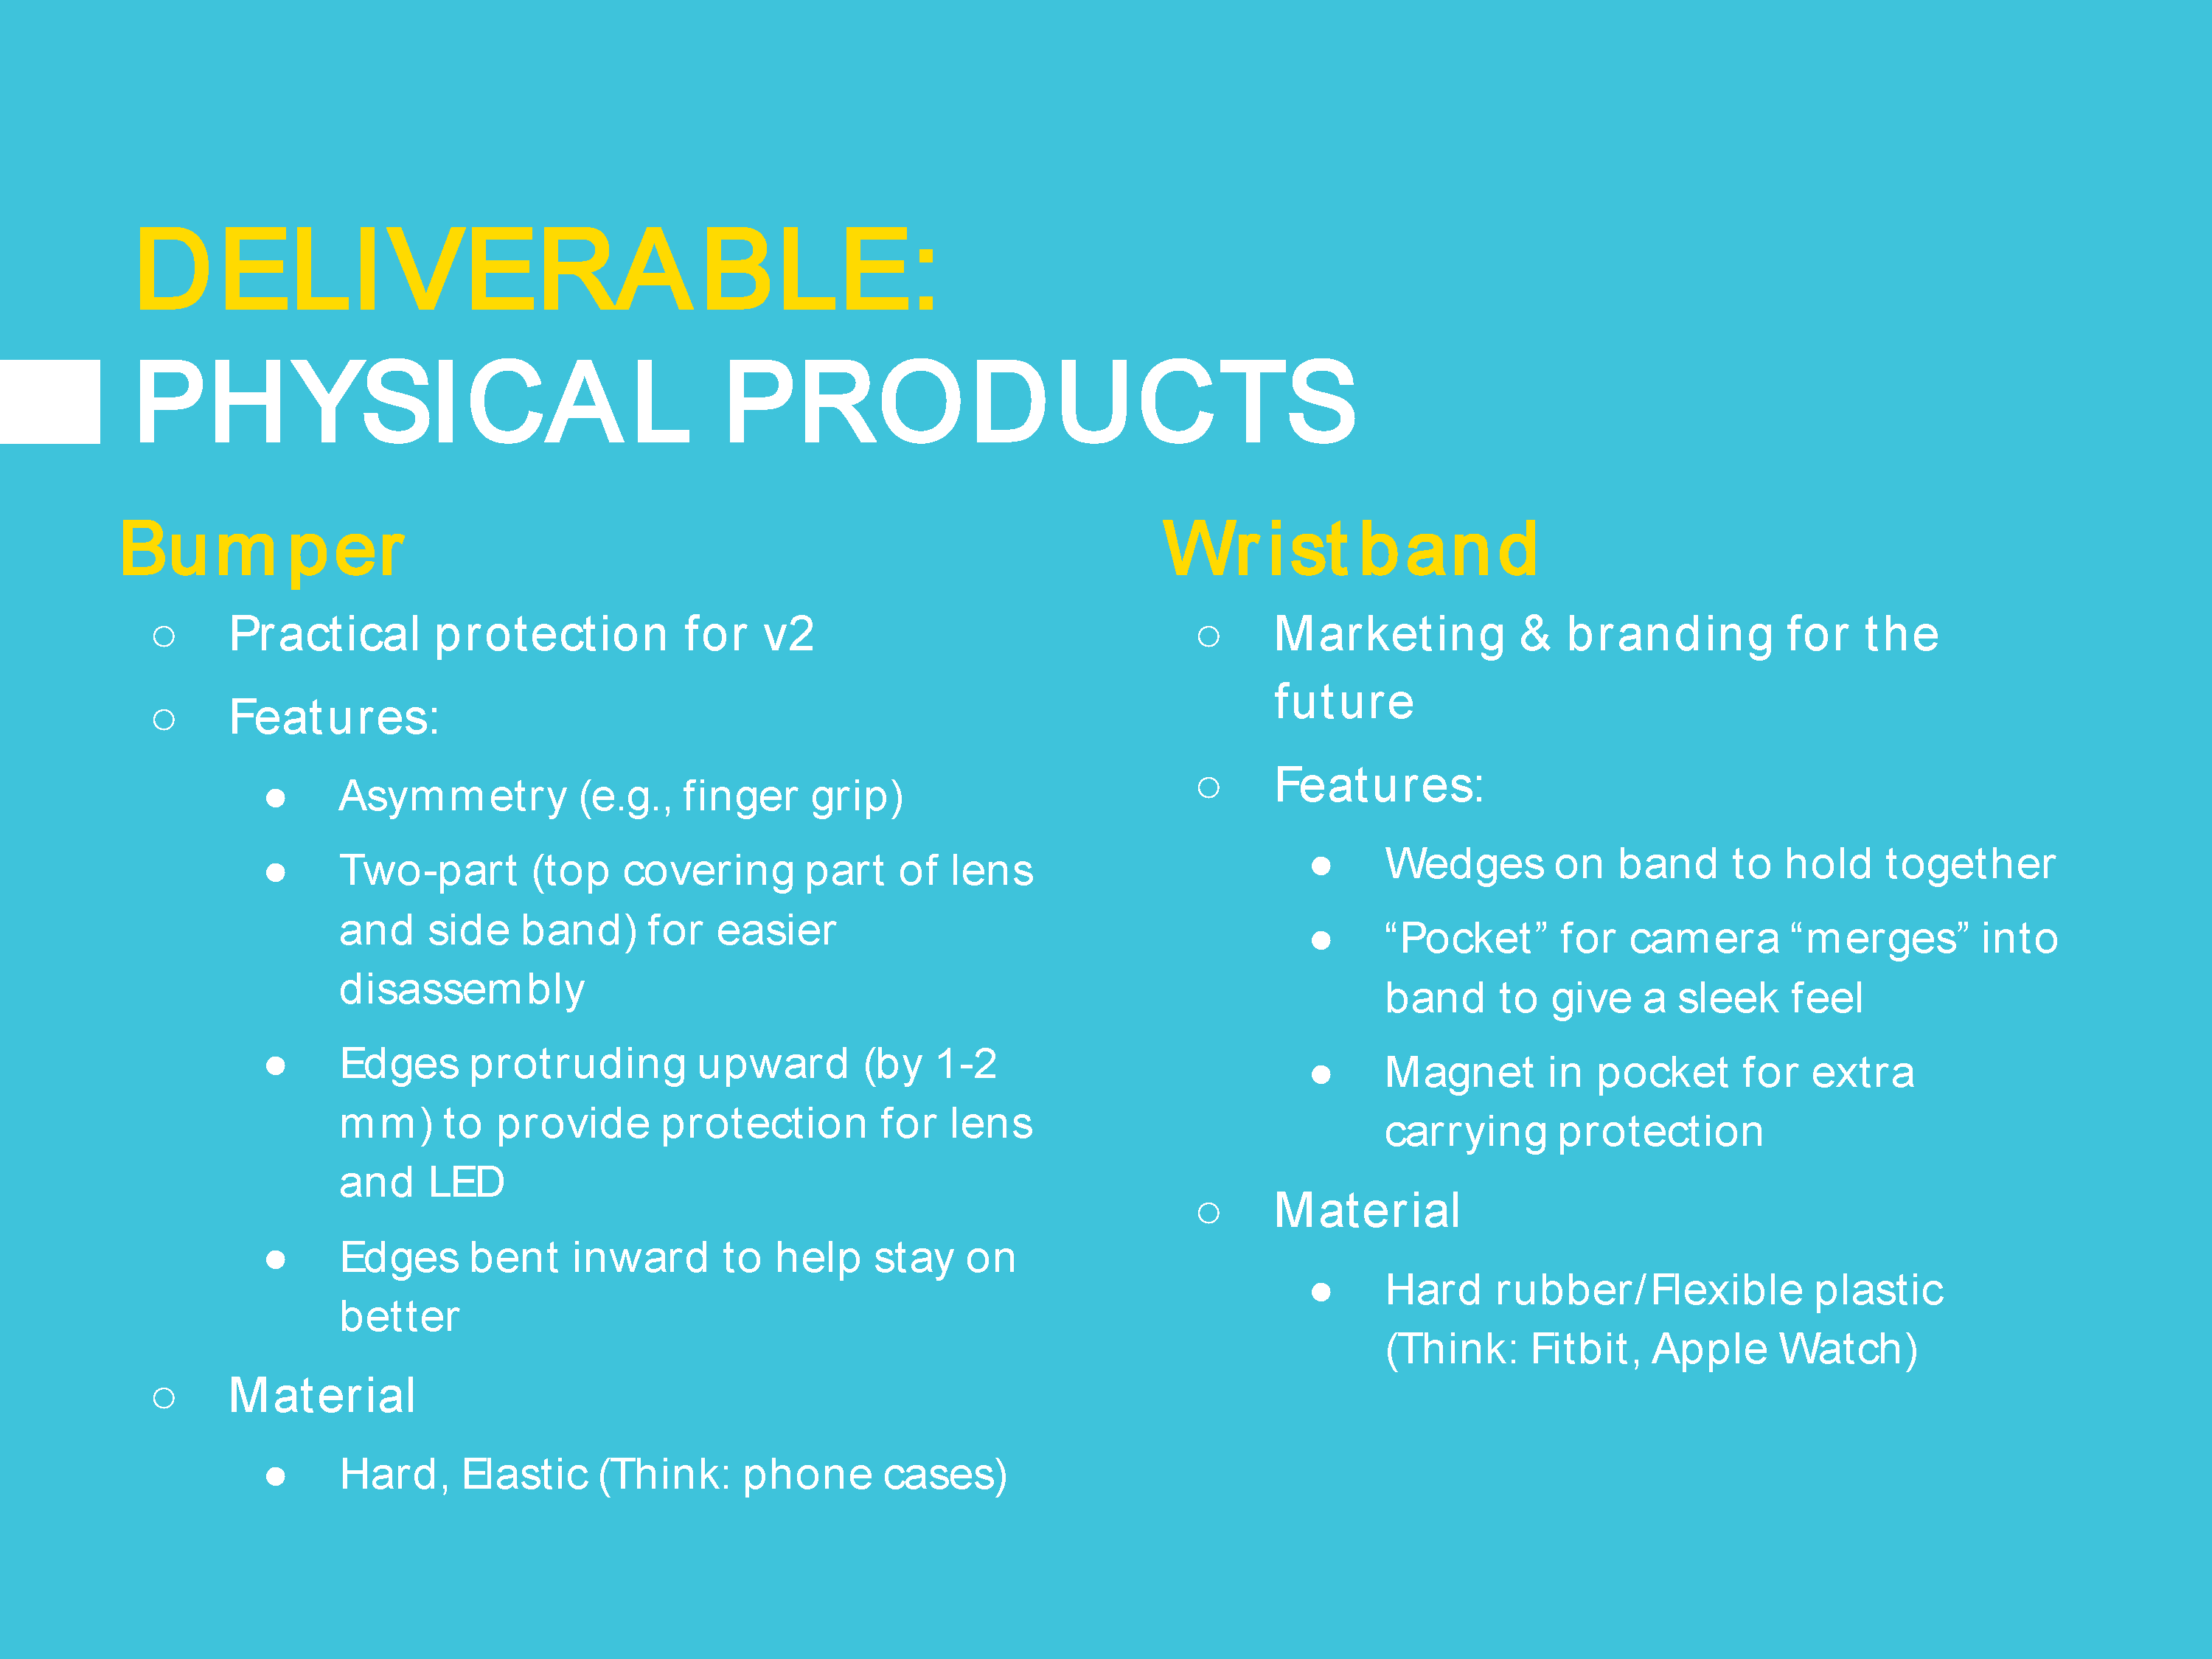 DELIVERABLE:
PHYSICAL PRODUCTS
Bumper
○ Practical protection for v2
○ Features:
● Asymmetry (e.g., finger grip)
● Two-part (top covering part of lens
and side band) for easier
disassembly
● Edges protruding upward (by 1-2
mm) to provide protection for lens
and LED
● Edges bent inward to help stay on
better
○ Material
● Hard, Elastic (Think: phone cases)
Wristband
○ Marketing & branding for the
future
○ Features:
● Wedges on band to hold together
● “Pocket” for camera “merges” into
band to give a sleek feel
● Magnet in pocket for extra
carrying protection
○ Material
● Hard rubber/Flexible plastic
(Think: Fitbit, Apple Watch)